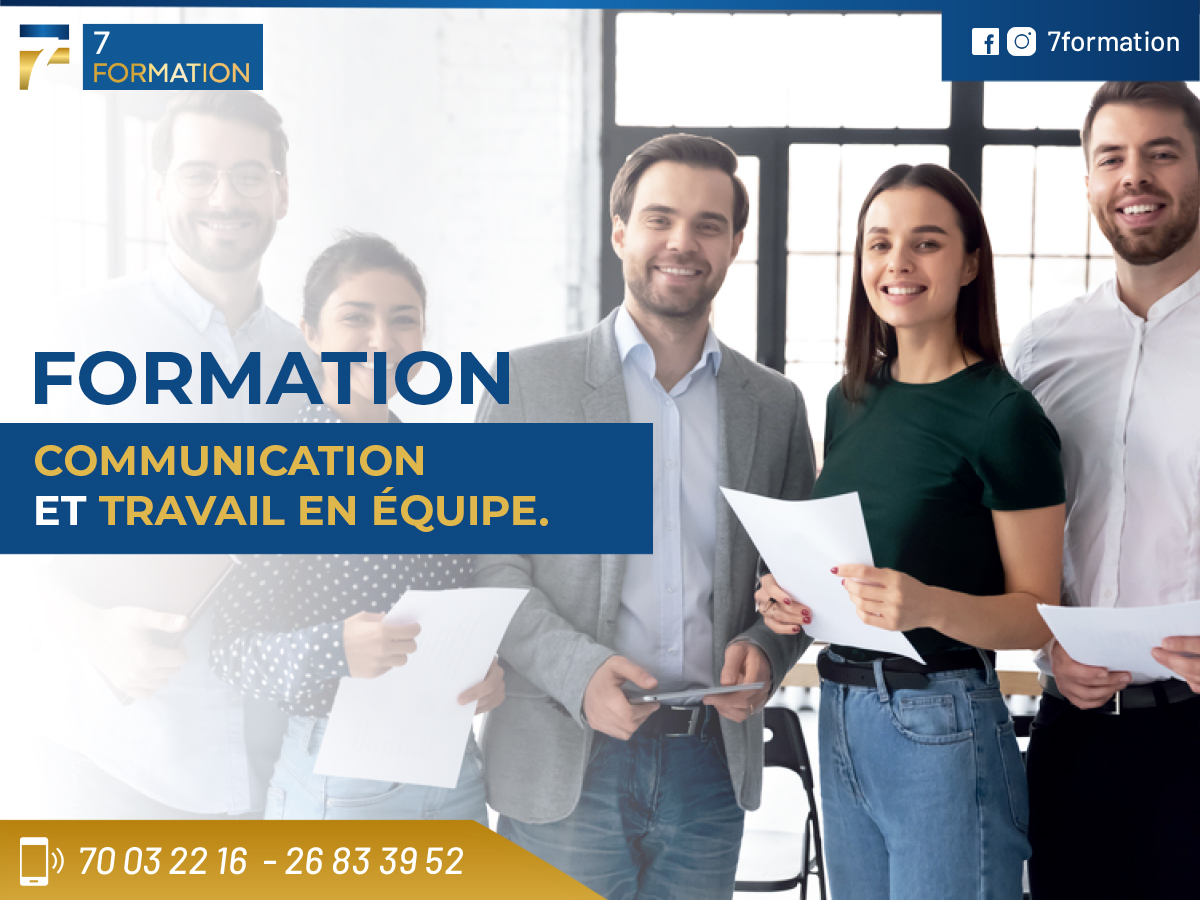 7
FORMATION
7formation
FORMATION
COMMUNICATION
ET TRAVAIL EN ÉQUIPE.
70 03 22 16 - 26 83 39 52